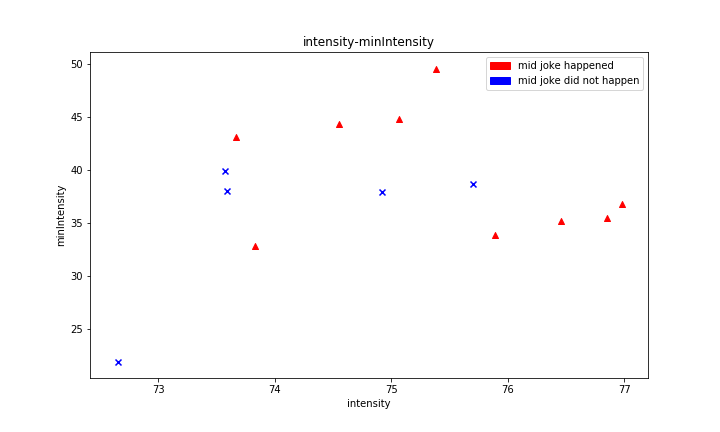 intensity-minIntensity
mid joke happened
mid joke did not happen
50
45
40
35
30
25
minIntensity
73
74
75
76
77
intensity